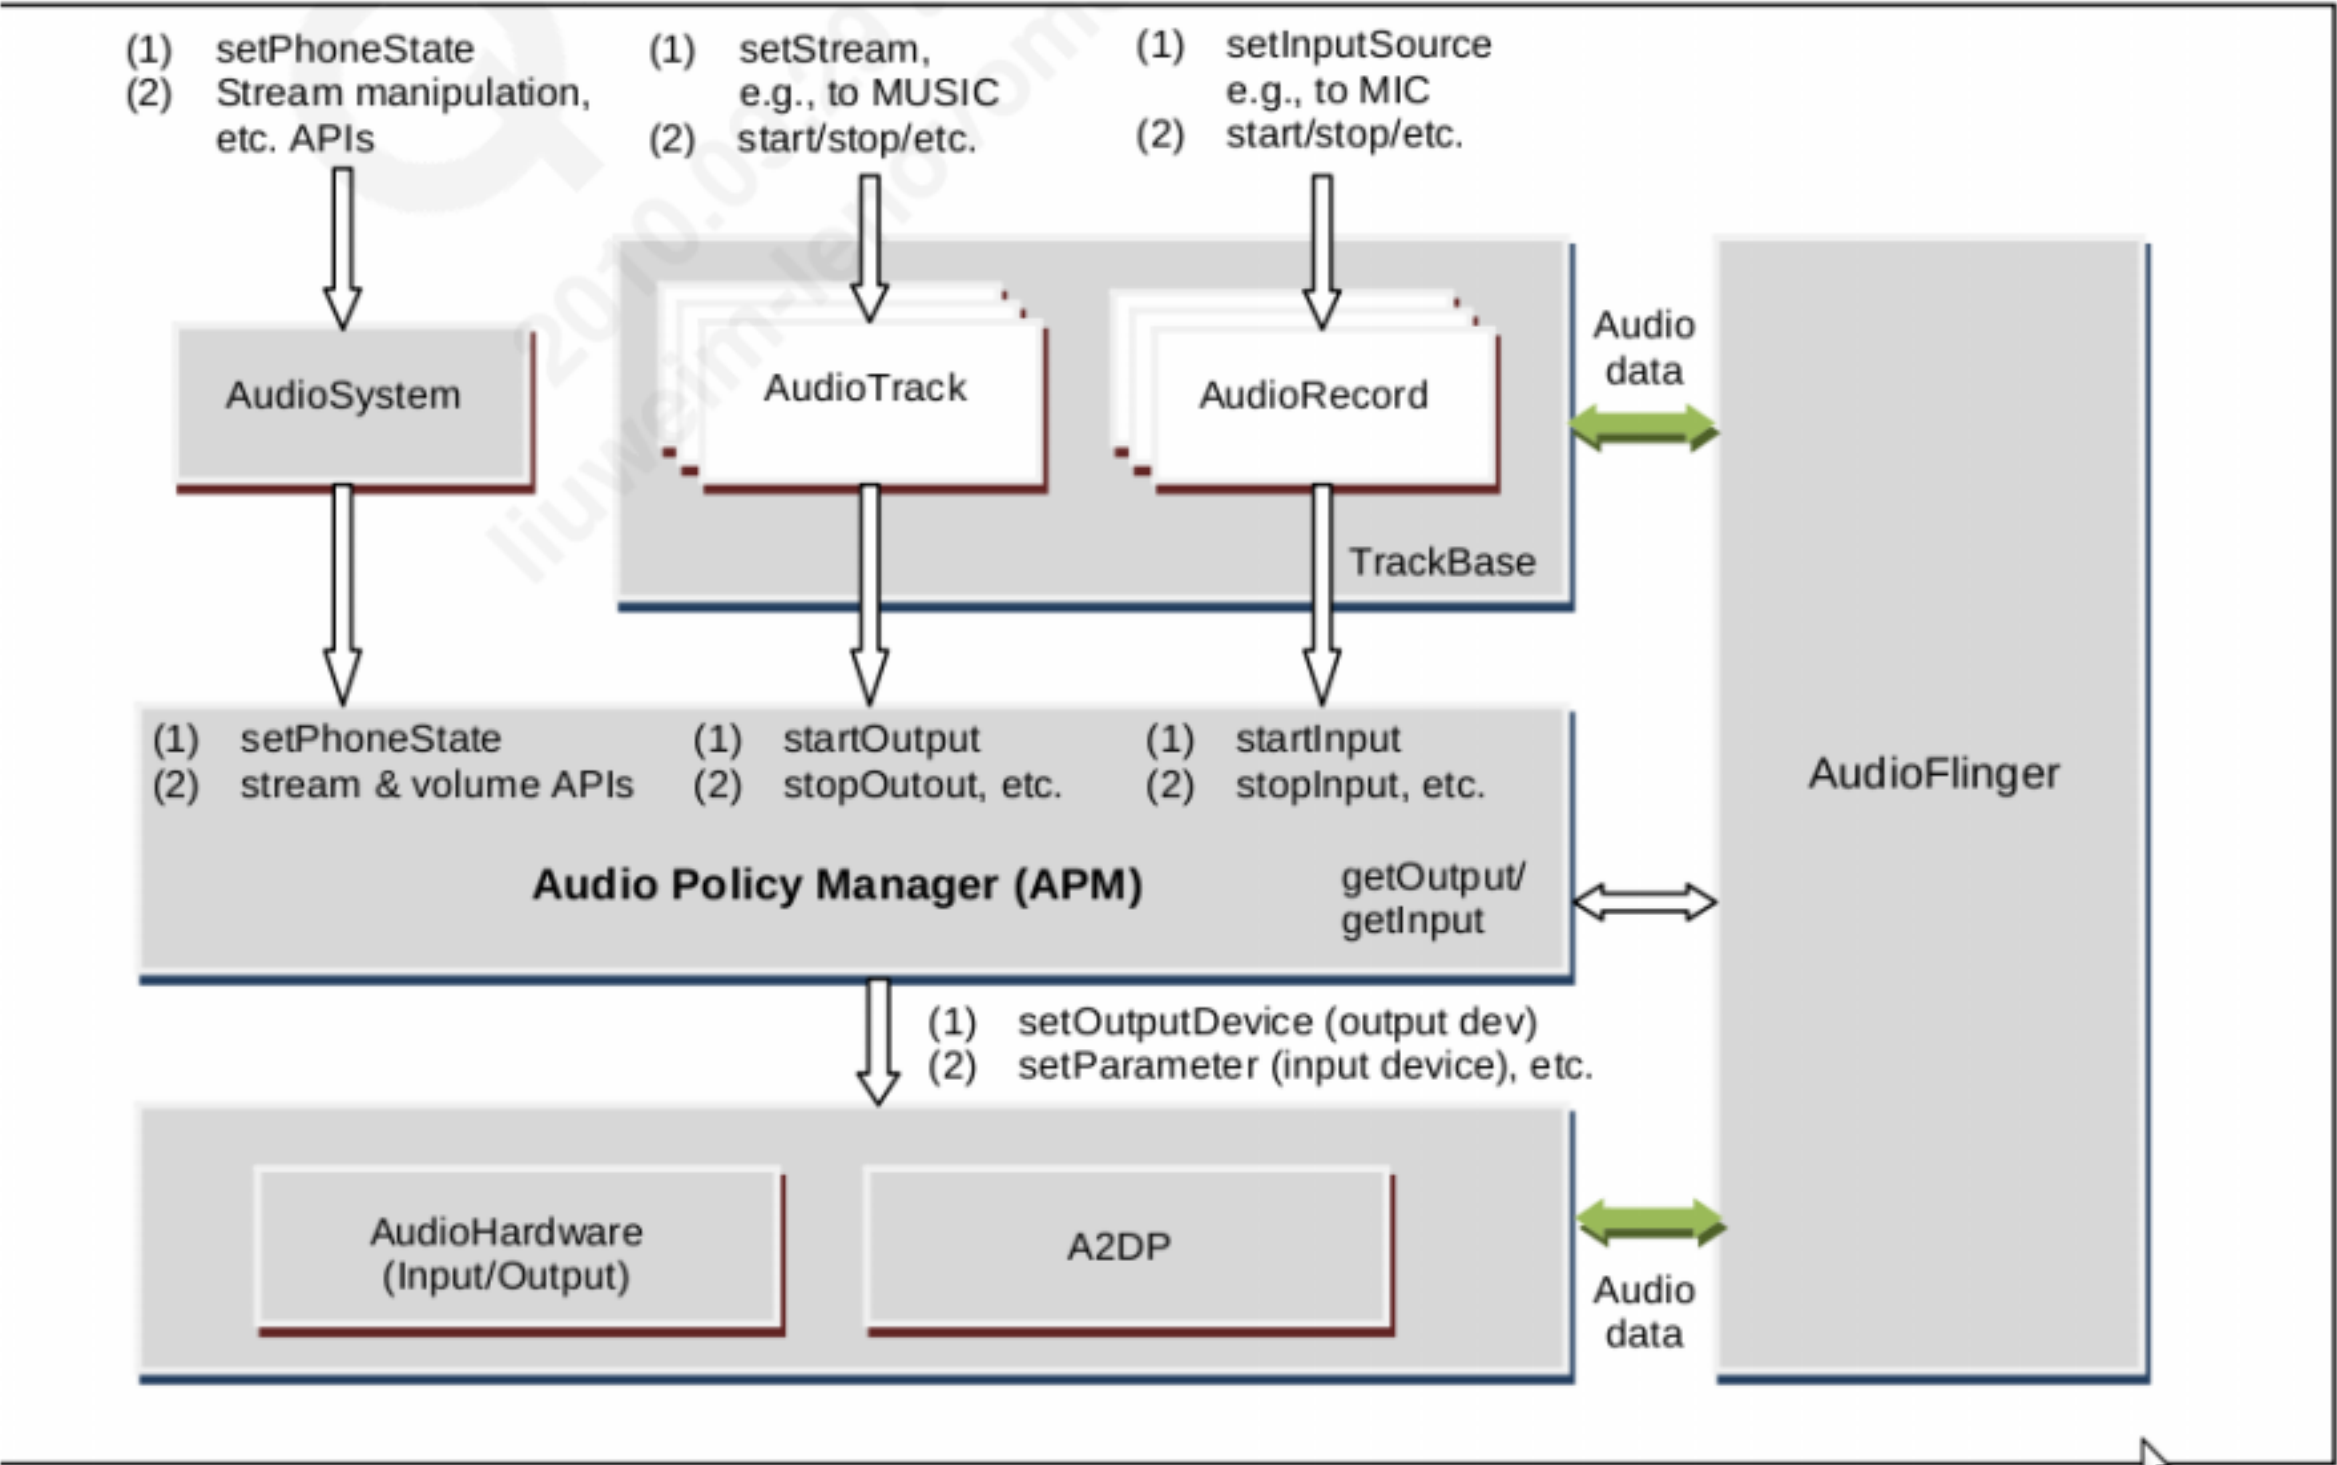 (1) setPhoneState
(2) Stream manipulation,
etc. APIs
(1) setStream,
e.g., to MUSIC
(2) start/stop/etc.
(1) setInputSource
e.g., to MIC
(2) start/stop/etc.
AudioSystem
AudioTrack
AudioRecord
TrackBase
Audio
data
(1) setPhoneState
(2) stream & volume APIs
(1) startOutput
(2) stopOutout, etc.
(1) startInput
(2) stopInput, etc.
Audio Policy Manager (APM)
getOutput/
getInput
AudioFlinger
(1) setOutputDevice (output dev)
(2) setParameter (input device), etc.
AudioHardware
(Input/Output)
A2DP
Audio
data